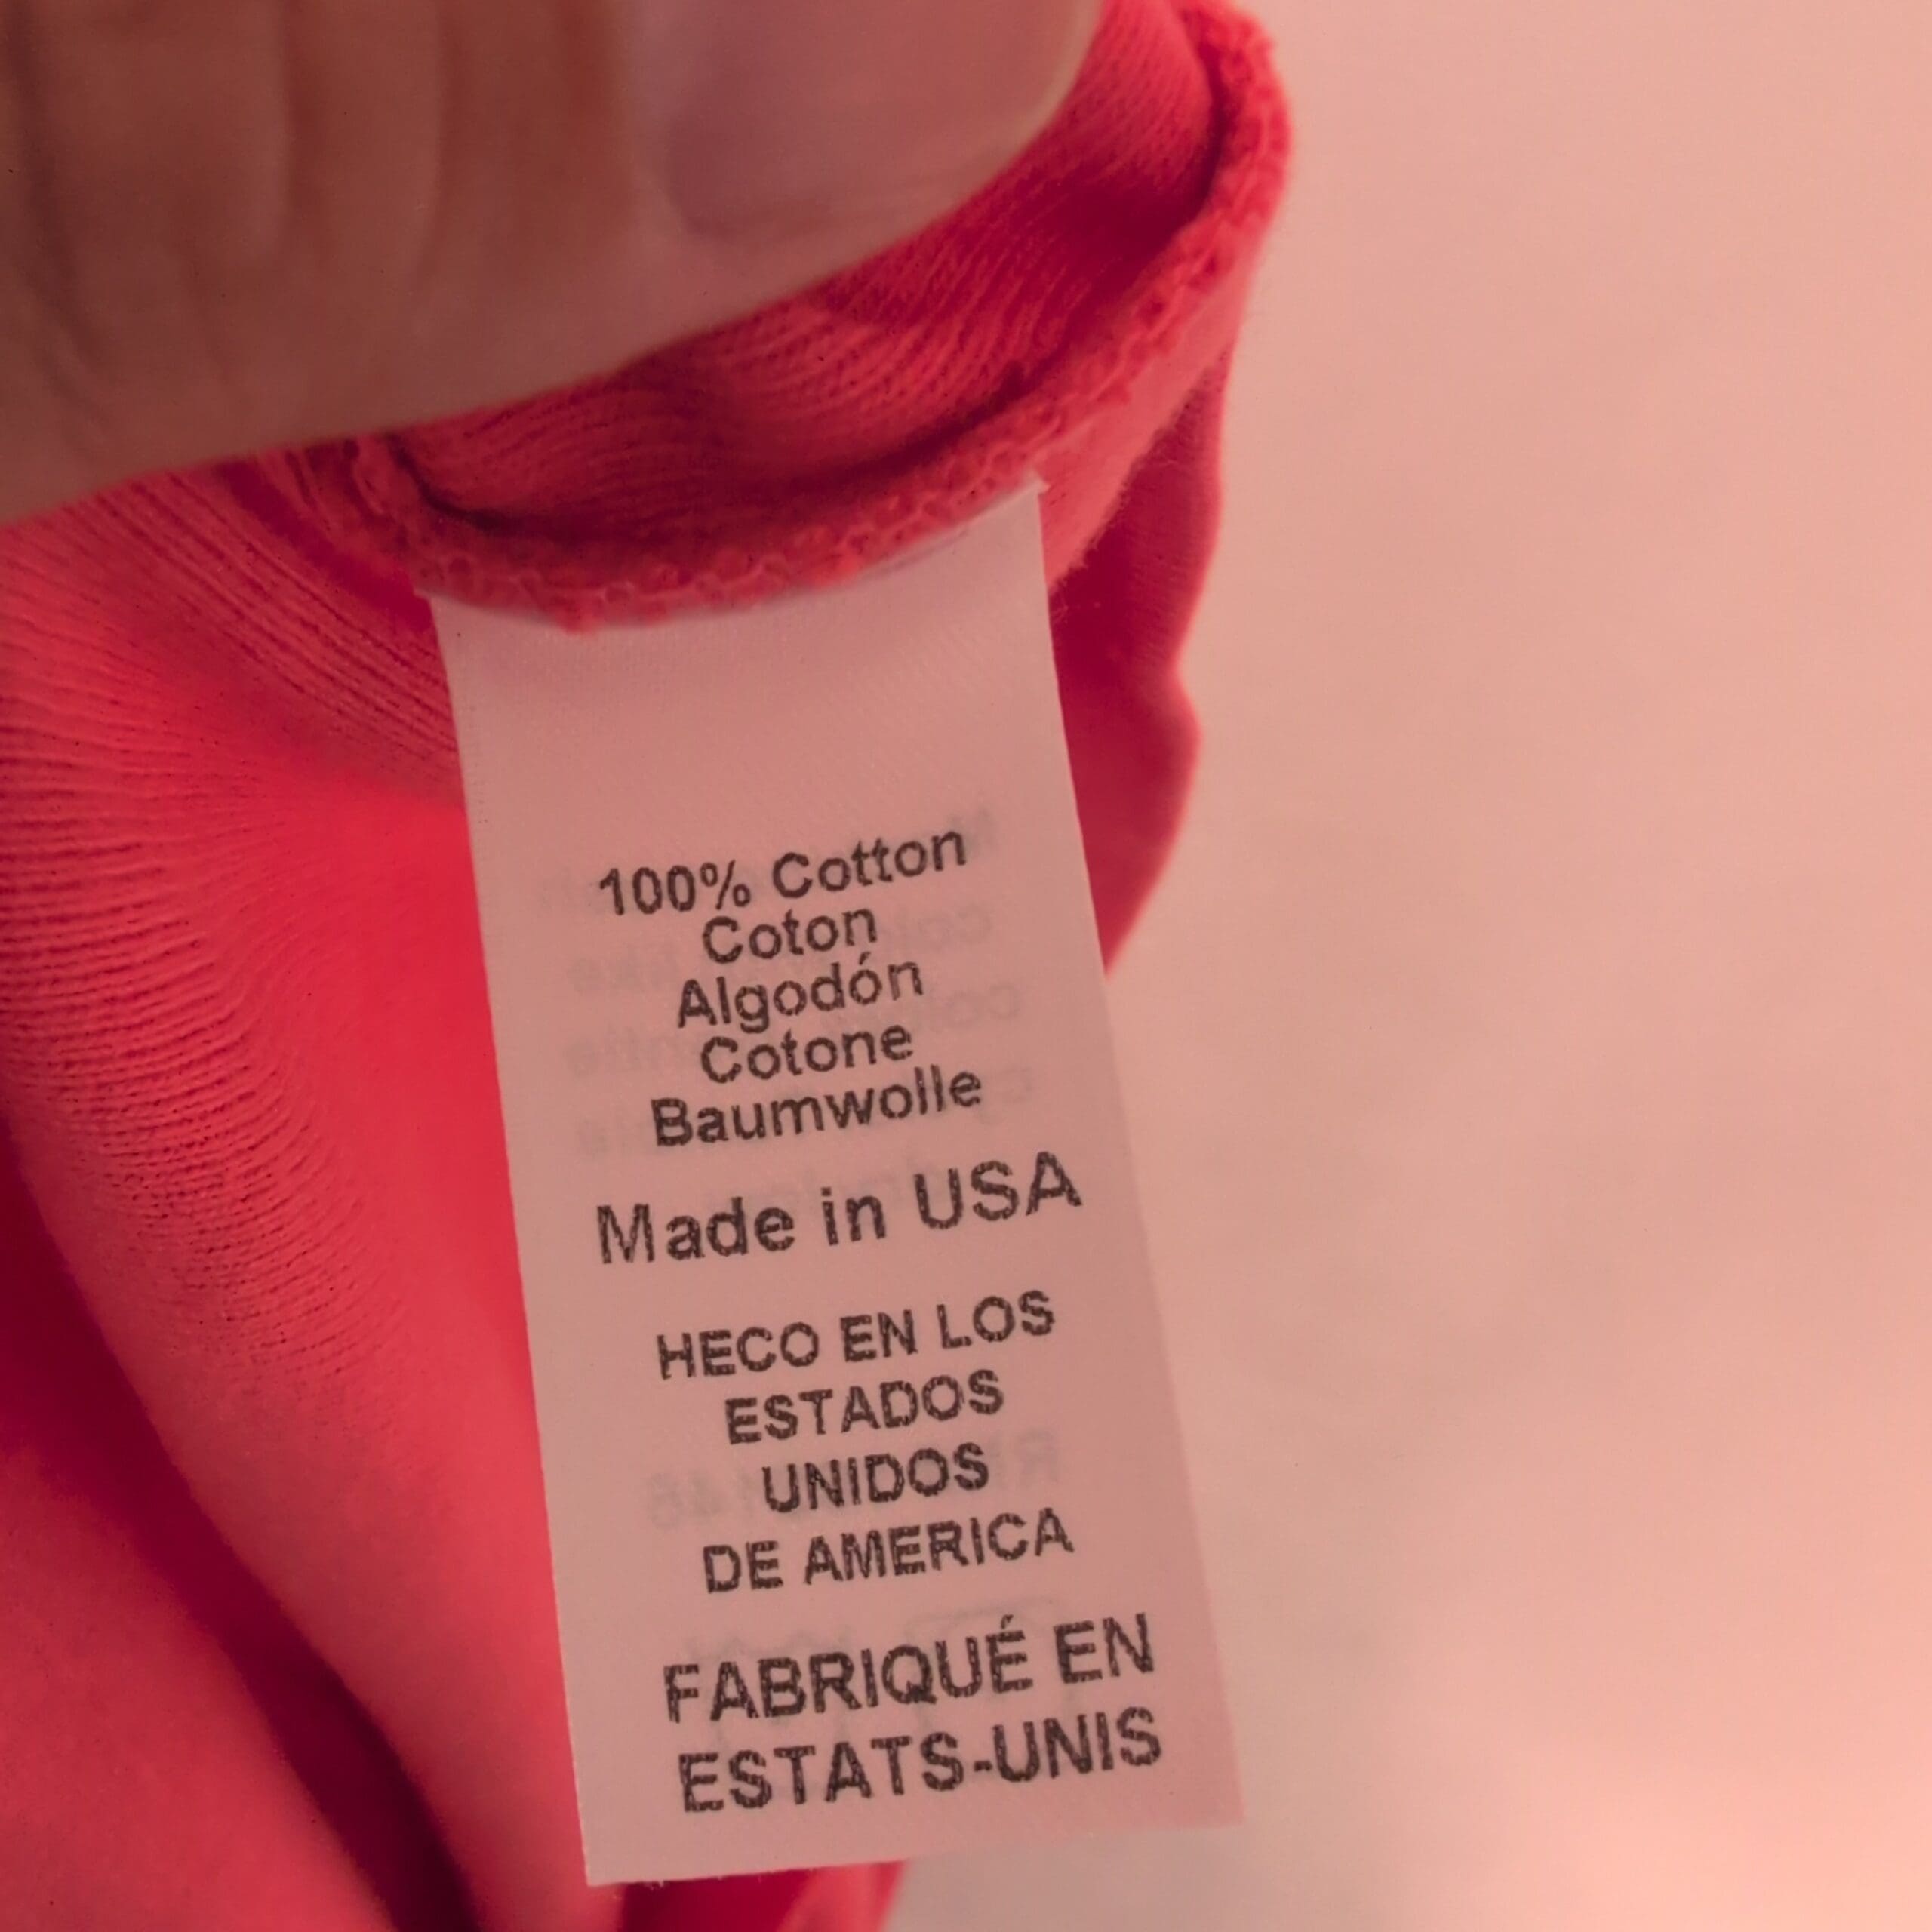 100% Cotton
Coton
Algodón
Cotone
Baumwolle
Made in USA
HECO EN LOS
ESTADOS
UNIDOS
DE AMERICA
FABRIQUÉ EN
ESTATS-UNIS